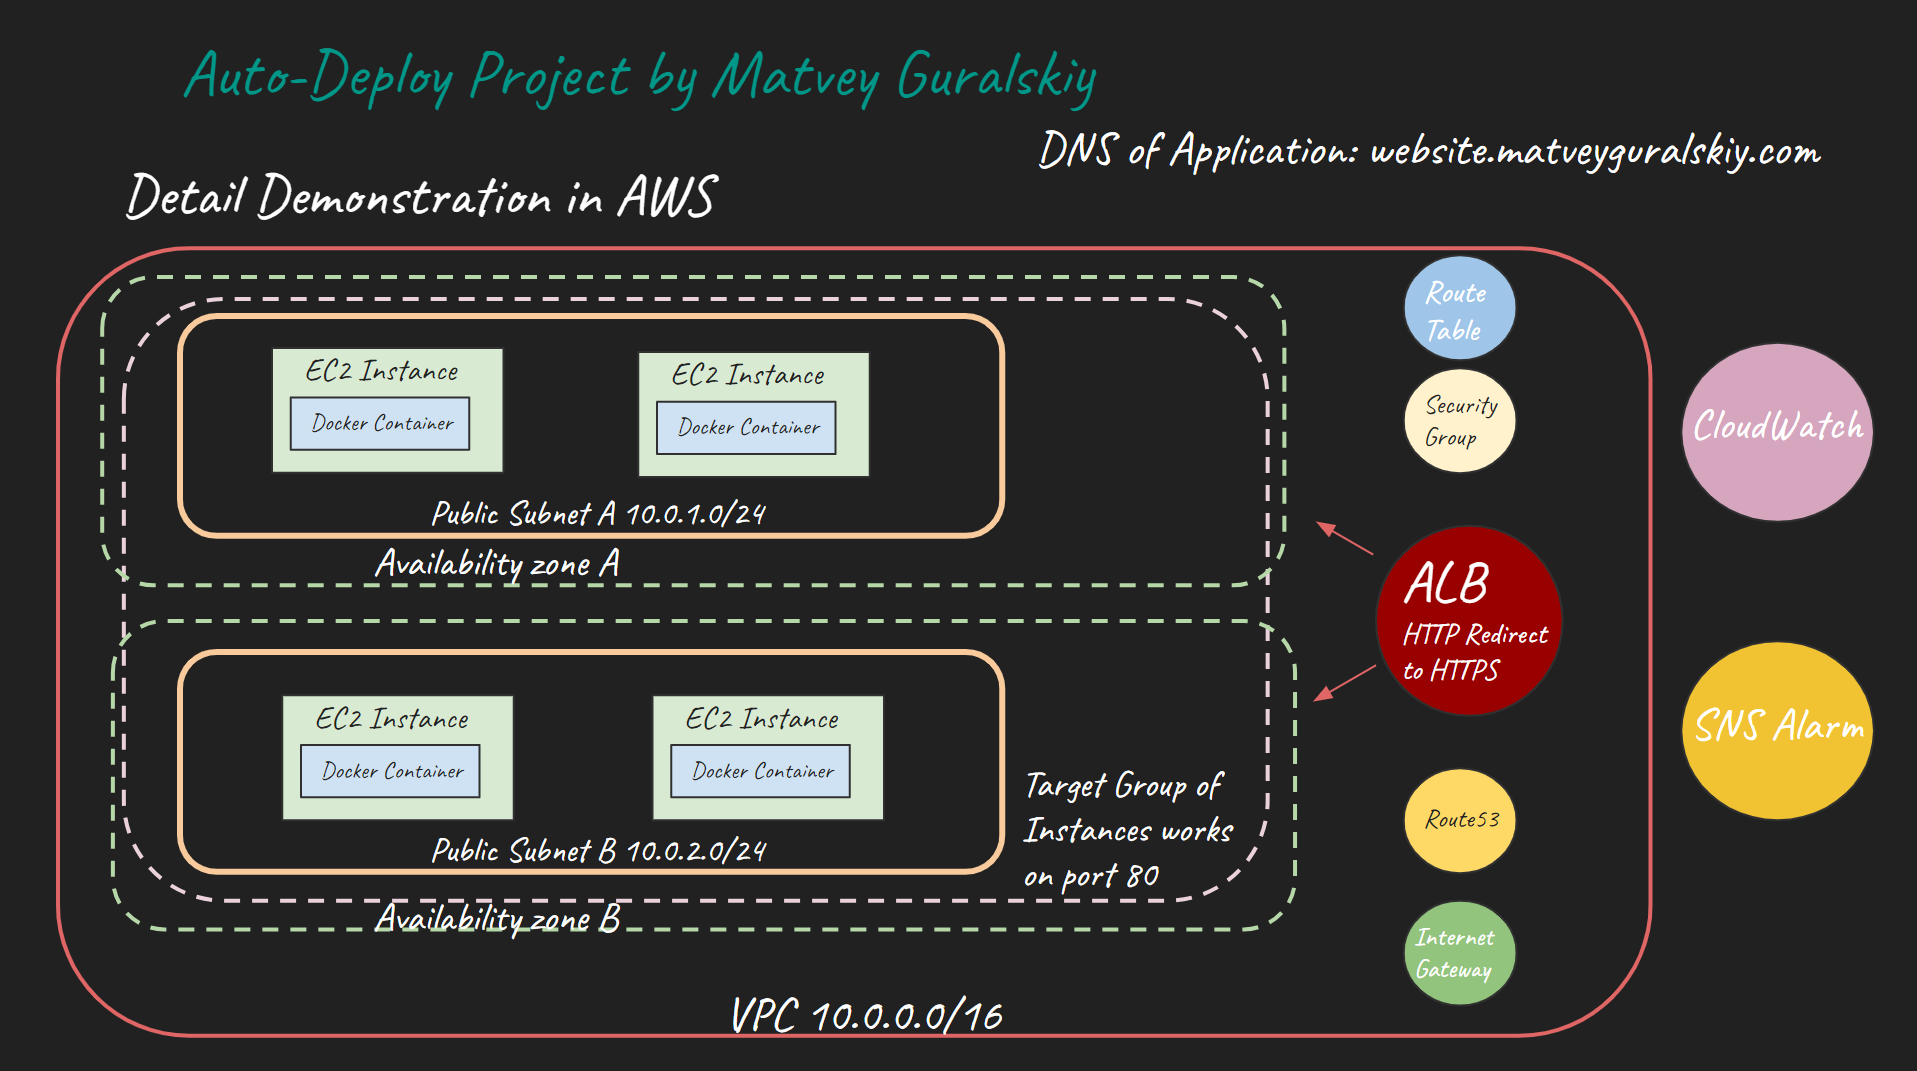 Auto-Deploy Project by Matvey Guralskiy
DNS of Application: website.matveyguralskiy.com
Detail Demonstration in AWS
EC2 Instance
Docker Container
EC2 Instance
Docker Container
Public Subnet A 10.0.1.0/24
Availability zone A
EC2 Instance
Docker Container
EC2 Instance
Docker Container
Public Subnet B 10.0.2.0/24
Availability zone B
Target Group of
Instances works
on port 80
VPC 10.0.0.0/16
Route
Table
Security
Group
ALB
HTTP Redirect
to HTTPS
Route53
Internet
Gateway
CloudWatch
SNS Alarm